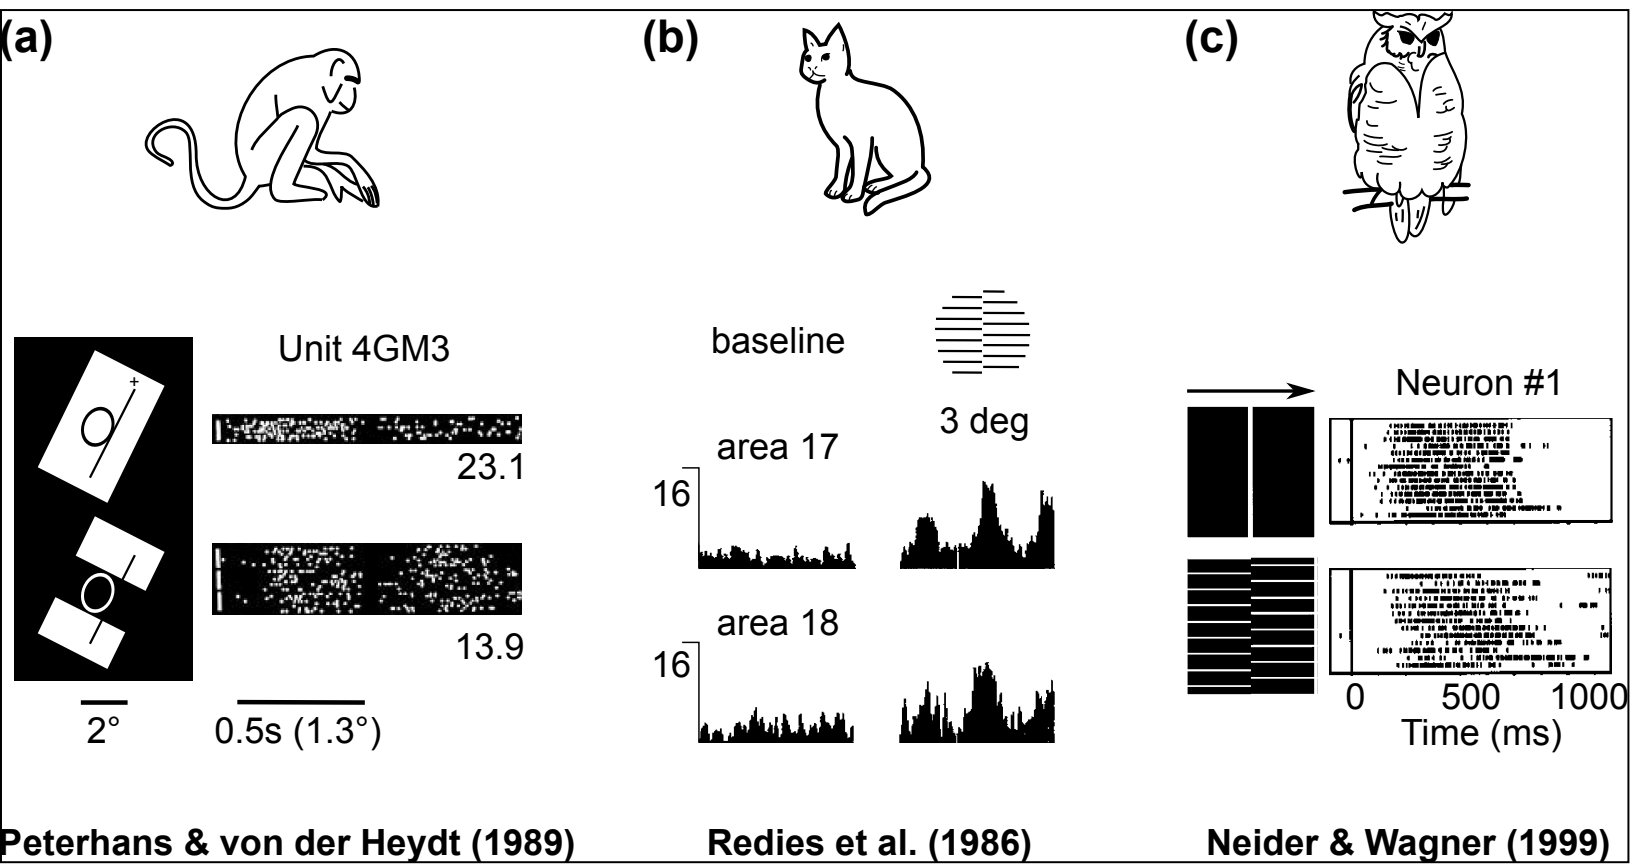 (a)
Unit 4GM3
+
23.1
13.9
2°
0.5s (1.3°)
Peterhans & von der Heydt (1989)
(b)
baseline
3 deg
area 17
16
area 18
16
Redies et al. (1986)
(c)
Neuron #1
0 500 1000
Time (ms)
Neider & Wagner (1999)